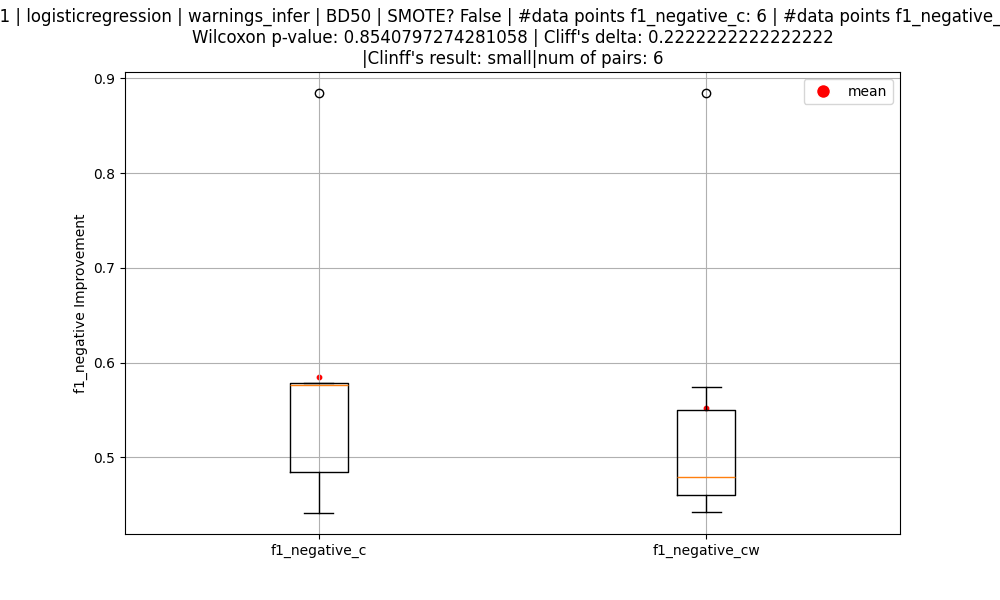 1 | logisticregression | warnings_infer | BD50 | SMOTE? False | #data points f1_negative_c: 6 | #data points f1_negative_
Wilcoxon p-value: 0.8540797274281058 | Cliff's delta: 0.2222222222222222
|Clinff's result: small|num of pairs: 6
mean
0.9
0.8
0.7
0.6
0.5
f1_negative Improvement
f1_negative_c
f1_negative_cw